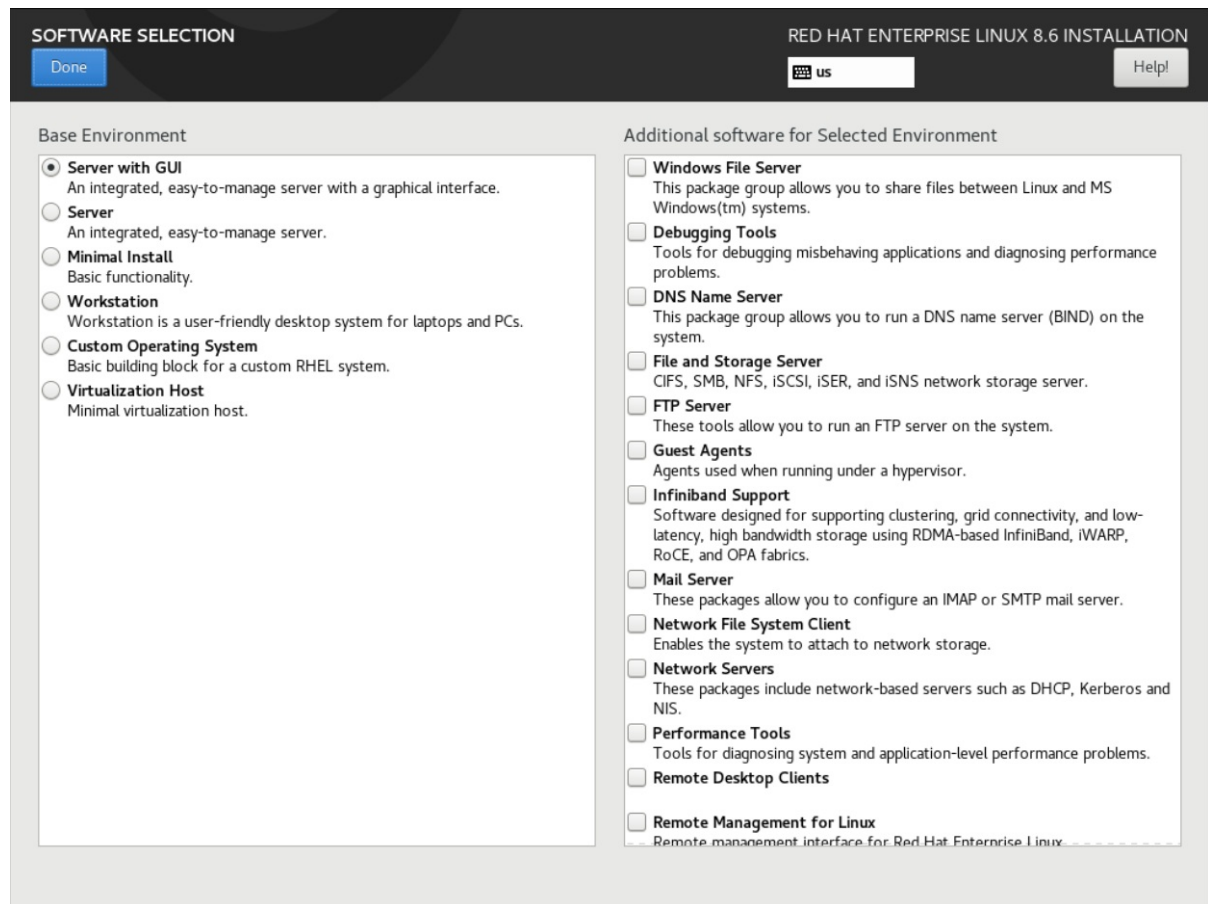 SOFTWARE SELECTION
Done
RED HAT ENTERPRISE LINUX 8.6 INSTALLATION
us
Help!
Base Environment
Server with GUI
An integrated, easy-to-manage server with a graphical interface.
Server
An integrated, easy-to-manage server.
Minimal Install
Basic functionality.
Workstation
Workstation is a user-friendly desktop system for laptops and PCs.
Custom Operating System
Basic building block for a custom RHEL system.
Virtualization Host
Minimal virtualization host.
Additional software for Selected Environment
Windows File Server
This package group allows you to share files between Linux and MS
Windows(tm) systems.
Debugging Tools
Tools for debugging misbehaving applications and diagnosing performance
problems.
DNS Name Server
This package group allows you to run a DNS name server (BIND) on the
system.
File and Storage Server
CIFS, SMB, NFS, iSCSI, iSER, and iSNS network storage server.
FTP Server
These tools allow you to run an FTP server on the system.
Guest Agents
Agents used when running under a hypervisor.
Infiniband Support
Software designed for supporting clustering, grid connectivity, and low-
latency, high bandwidth storage using RDMA-based InfiniBand, iWARP,
RoCE, and OPA fabrics.
Mail Server
These packages allow you to configure an IMAP or SMTP mail server.
Network File System Client
Enables the system to attach to network storage.
Network Servers
These packages include network-based servers such as DHCP, Kerberos and
NIS.
Performance Tools
Tools for diagnosing system and application-level performance problems.
Remote Desktop Clients
Remote Management for Linux
Remote management interface for Red Hat Enterprise Linux